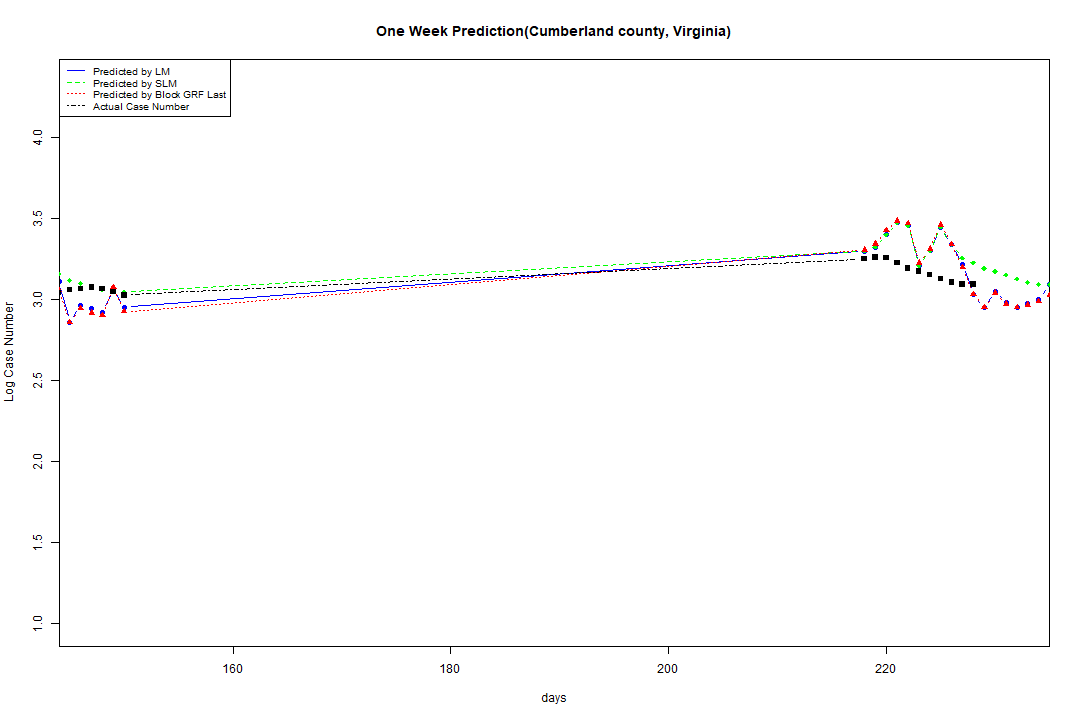 One Week Prediction(Cumberland county, Virginia)
Predicted by LM
Predicted by SLM
Predicted by Block GRF Last
Actual Case Number
4.0
3.5
3.0
2.5
2.0
1.5
1.0
Log Case Number
160 180 200 220
days